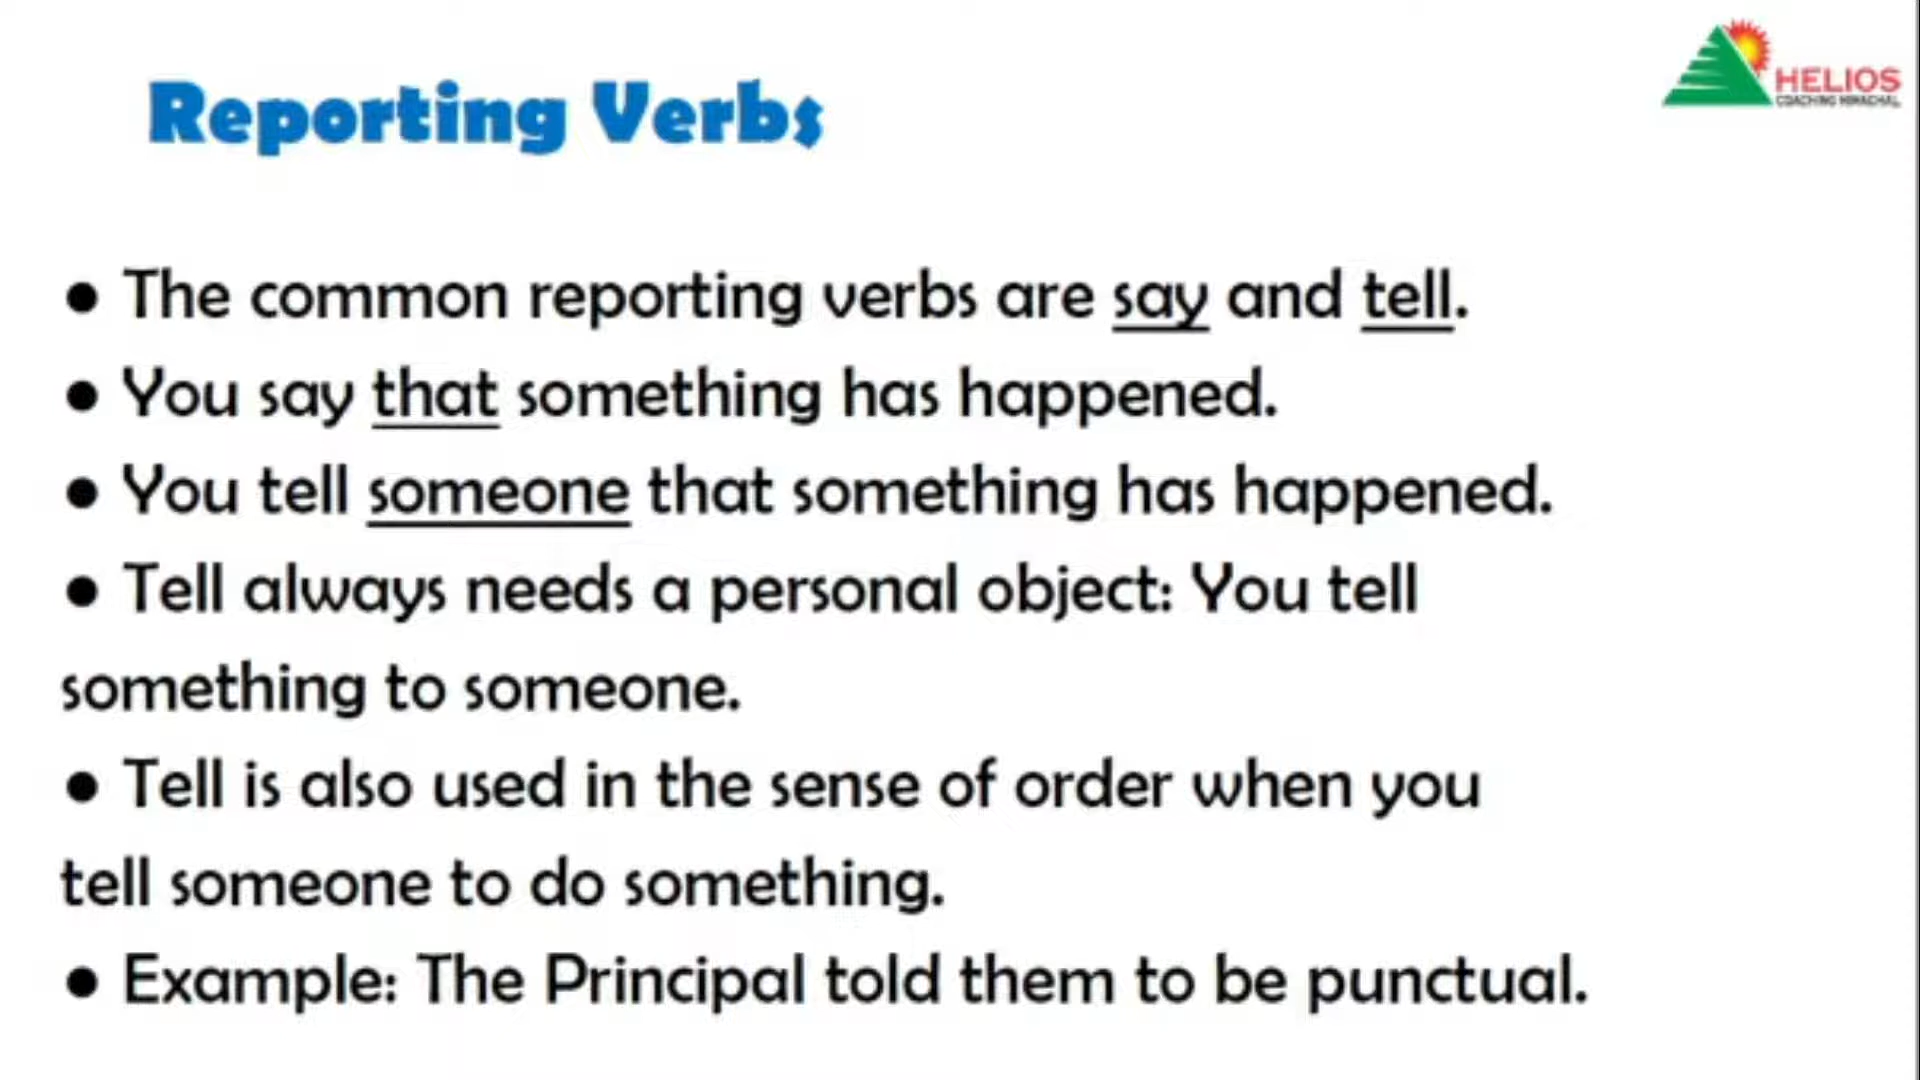 HELIOS
COACHING HIMACHAL
Reporting Verbs
● The common reporting verbs are say and tell.
● You say that something has happened.
● You tell someone that something has happened.
● Tell always needs a personal object: You tell
something to someone.
● Tell is also used in the sense of order when you
tell someone to do something.
● Example: The Principal told them to be punctual.